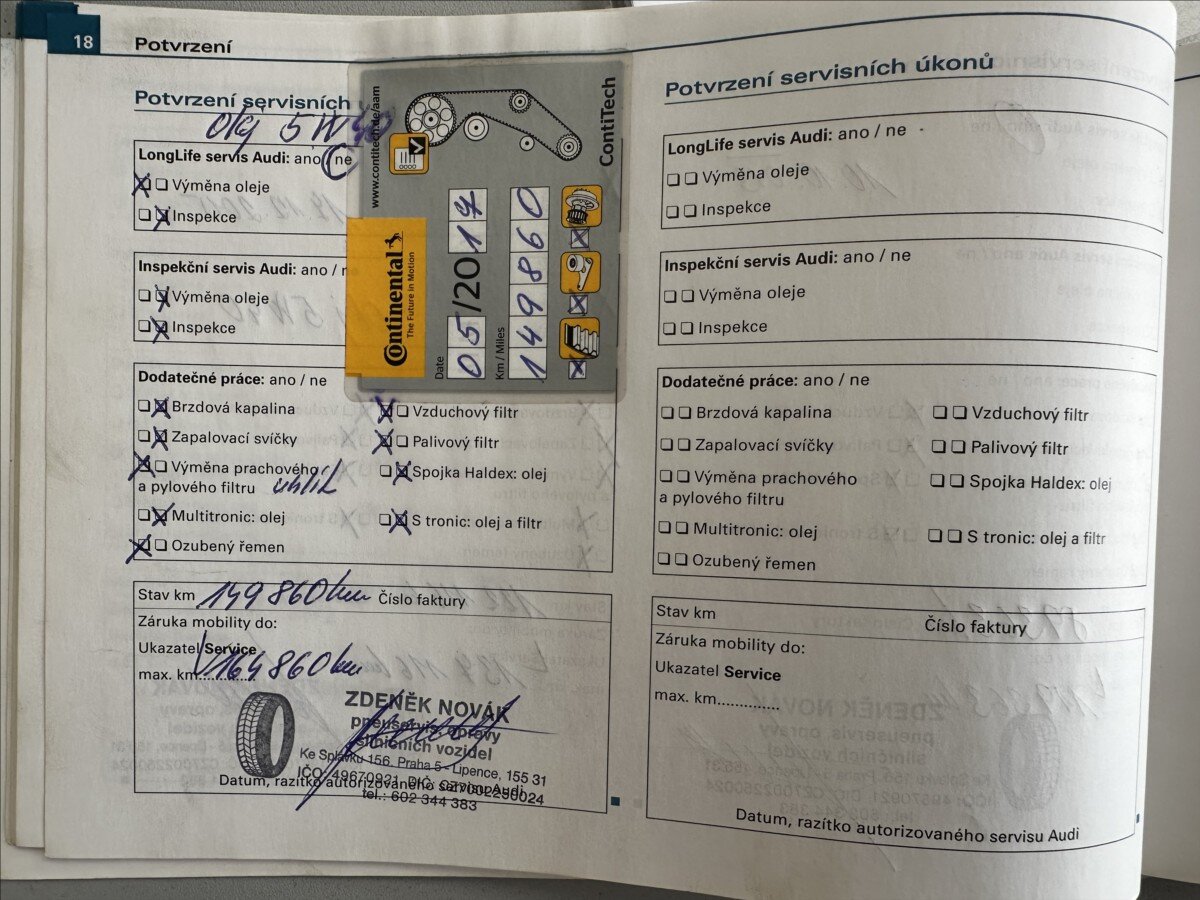 18
Potvrzení
Potvrzení servisních
Olej 5W40
LongLife servis Audi: ano / ne
Výměna oleje
Inspekce
Inspekční servis Audi: ano / ne
Výměna oleje
Inspekce
Dodatečné práce: ano / ne
Brzdová kapalina
Vzduchový filtr
Zapalovací svíčky
Palivový filtr
Výměna prachového
a pylového filtru uhlík
Spojka Haldex: olej
Multitronic: olej
S tronic: olej a filtr
Ozubený řemen
Stav km 149860km Číslo faktury
Záruka mobility do:
Ukazatel Service
max. km............ 164860km
ZDENĚK NOVÁK
pneuservis, opravy
silničních vozidel
Ke Splávku 156, Praha 5 - Lipence, 155 31
IČO: 49670921, DIČ: CZ7002250024
tel.: 602 344 383
Datum, razítko autorizovaného servisu Audi
www.contitech.de/aam
ContiTech
Continental
The Future in Motion
Date
05/2017
Km / Miles
149860
Potvrzení servisních úkonů
LongLife servis Audi: ano / ne
Výměna oleje
Inspekce
Inspekční servis Audi: ano / ne
Výměna oleje
Inspekce
Dodatečné práce: ano / ne
Brzdová kapalina
Vzduchový filtr
Zapalovací svíčky
Palivový filtr
Výměna prachového
a pylového filtru
Spojka Haldex: olej
Multitronic: olej
S tronic: olej a filtr
Ozubený řemen
Stav km
Číslo faktury
Záruka mobility do:
Ukazatel Service
max. km.............
Datum, razítko autorizovaného servisu Audi